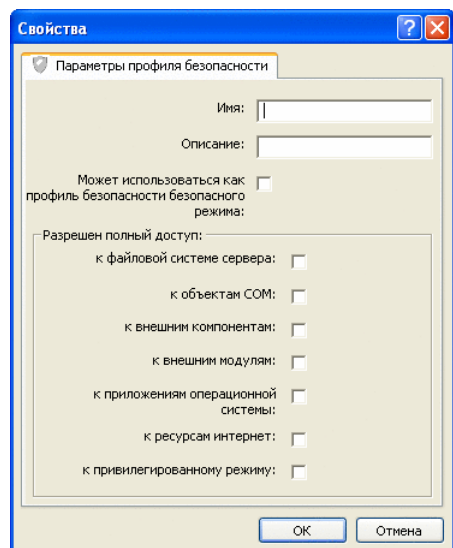 Свойства
Параметры профиля безопасности
Имя:
Описание:
Может использоваться как
профиль безопасности безопасного
режима:
Разрешен полный доступ:
к файловой системе сервера:
к объектам COM:
к внешним компонентам:
к внешним модулям:
к приложениям операционной
системы:
к ресурсам интернет:
к привилегированному режиму:
OK
Отмена